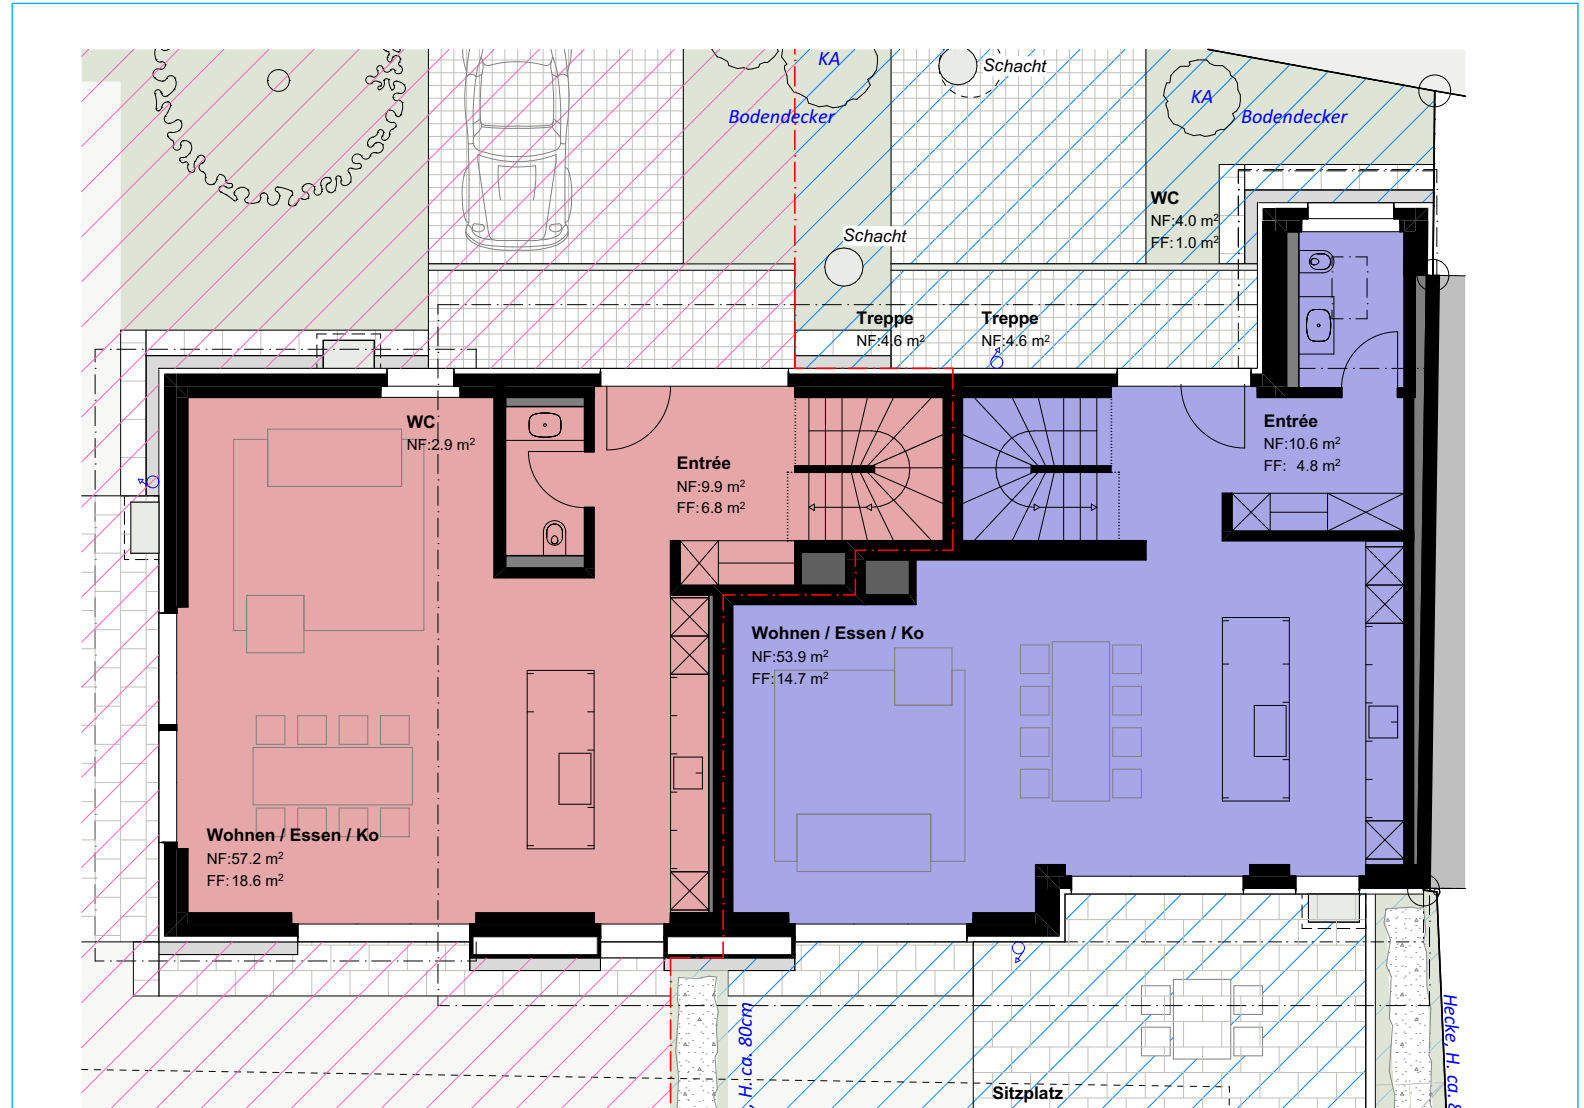 KA
Schacht
Bodendecker
KA
Bodendecker
WC
NF:4.0 m²
FF: 1.0 m²
Schacht
Treppe
NF:4.6 m²
Treppe
NF:4.6 m²
WC
NF:2.9 m²
Entrée
NF:9.9 m²
FF:6.8 m²
Entrée
NF:10.6 m²
FF: 4.8 m²
Wohnen / Essen / Ko
NF:53.9 m²
FF:14.7 m²
Wohnen / Essen / Ko
NF:57.2 m²
FF:18.6 m²
, H. ca. 80cm
Hecke, H. ca. 8
Sitzplatz